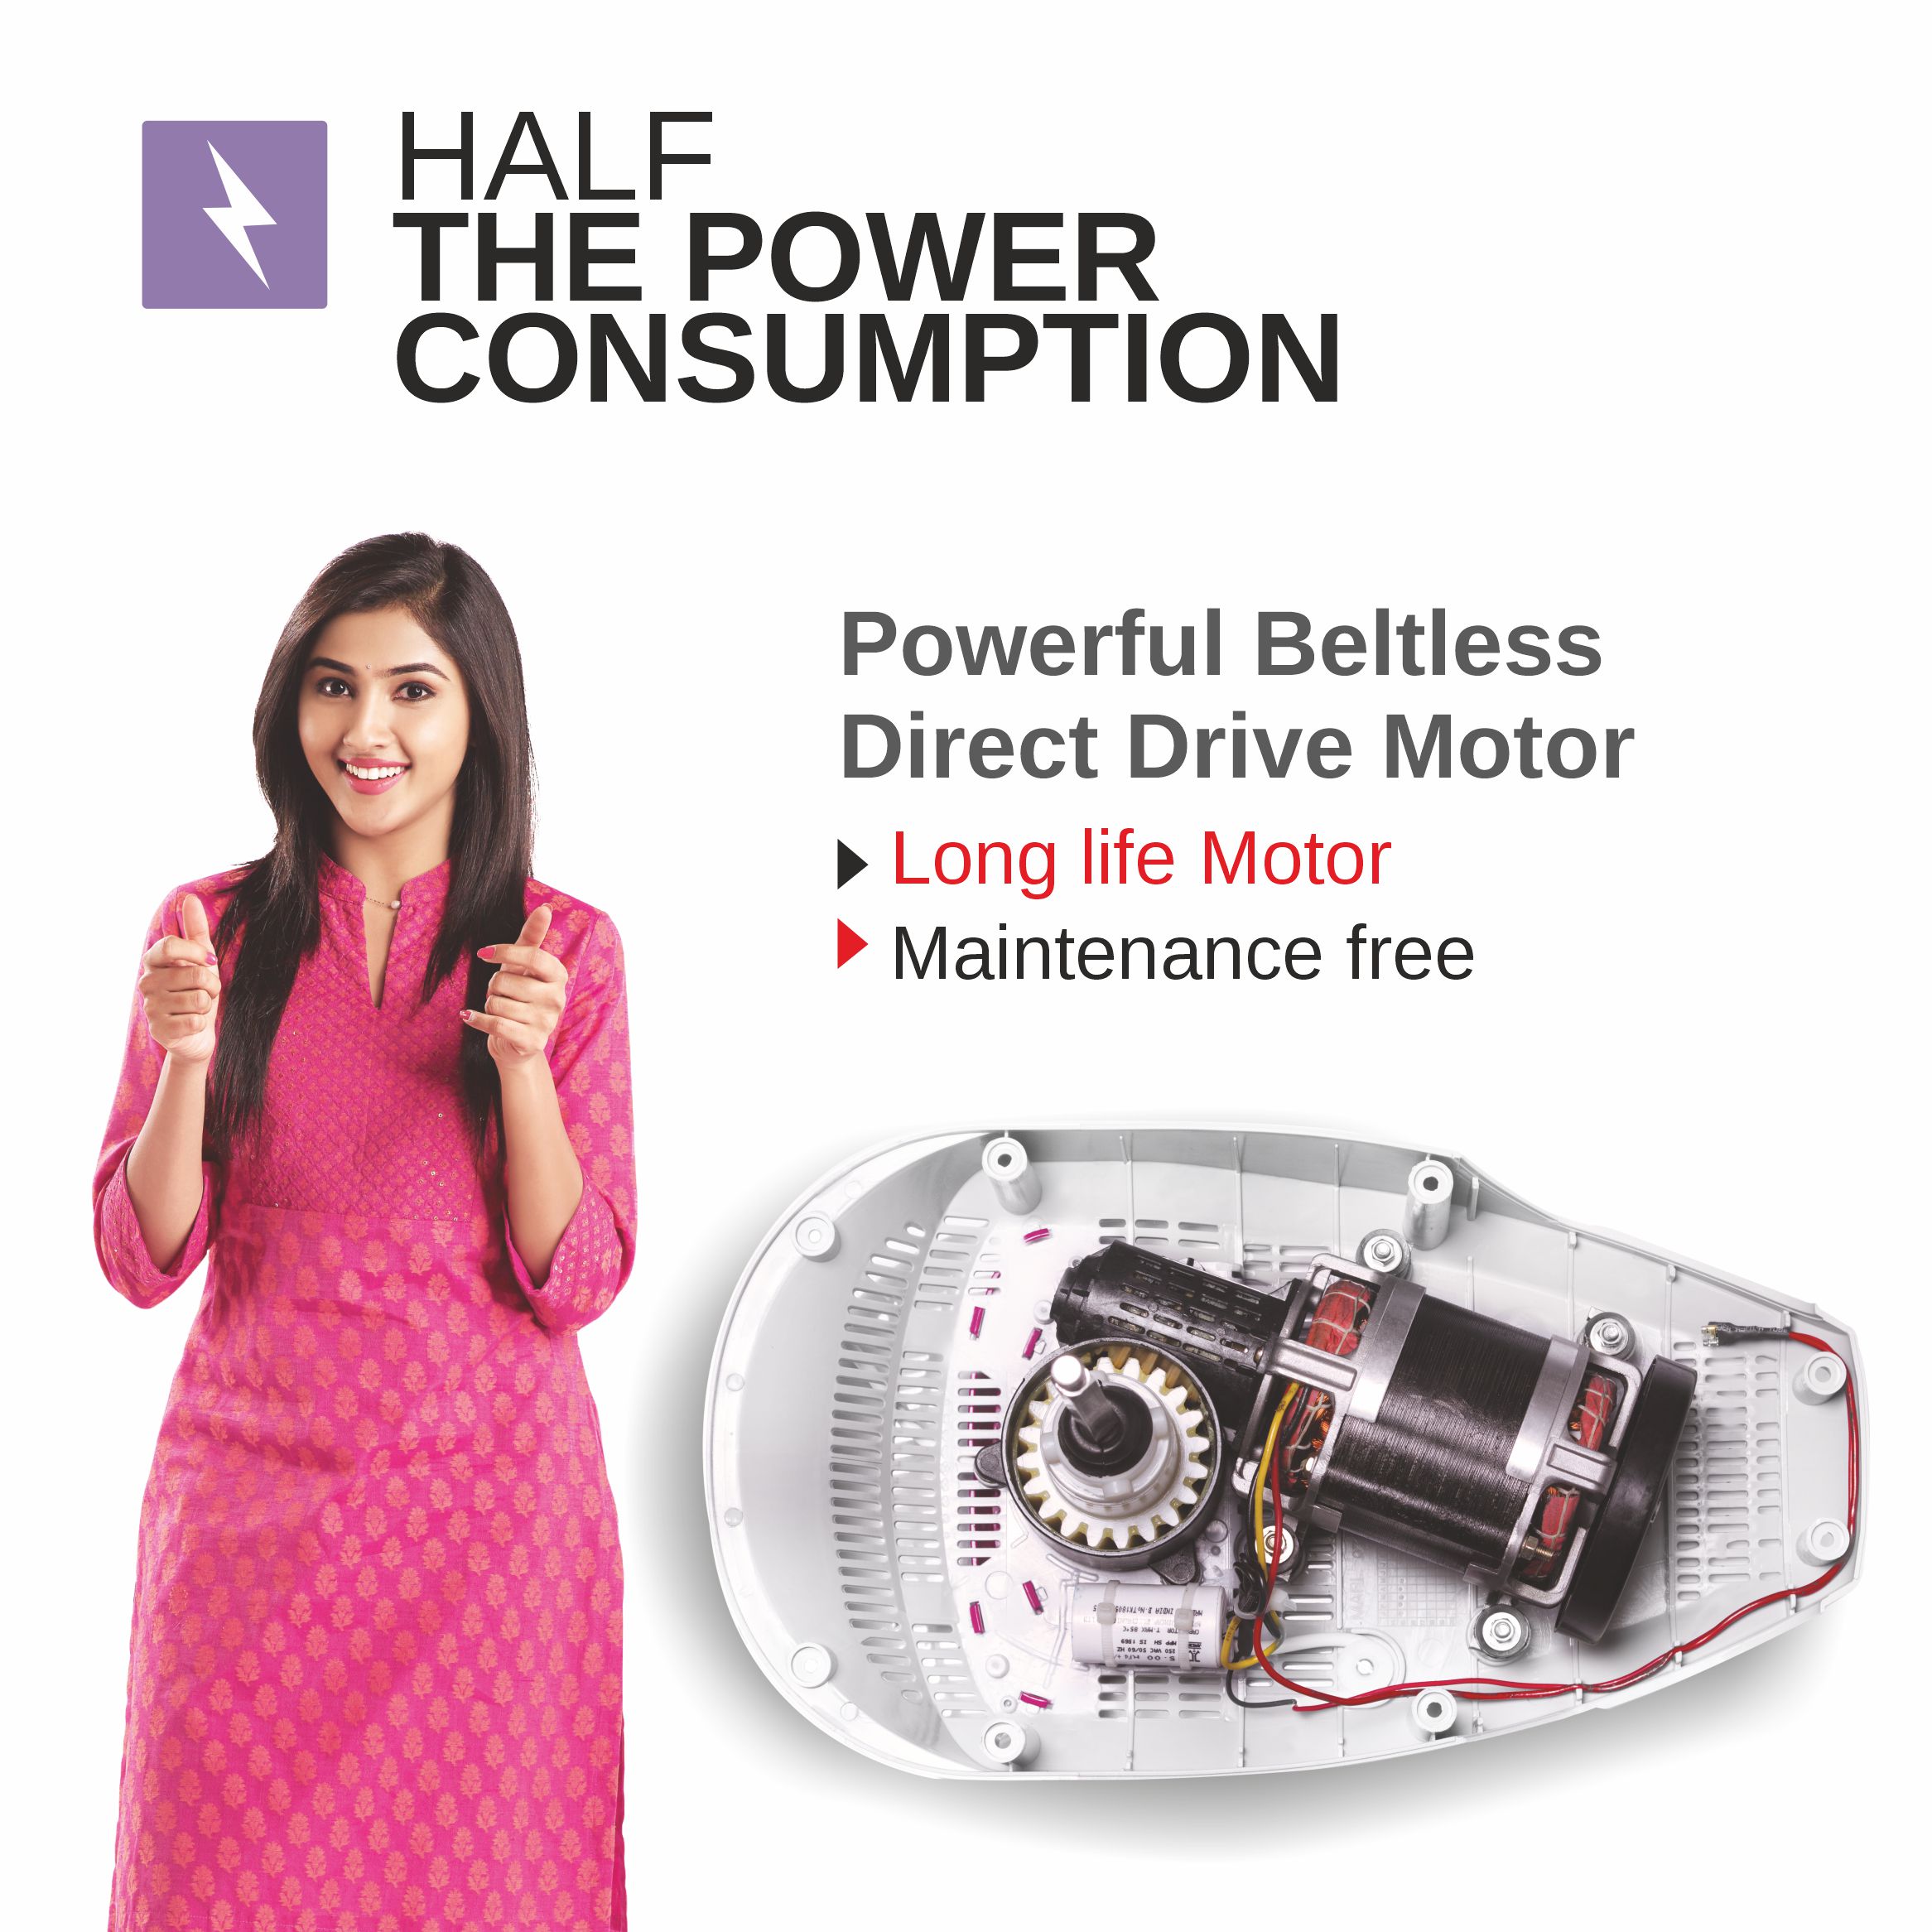 HALF
THE POWER
CONSUMPTION
Powerful Beltless
Direct Drive Motor
Long life Motor
Maintenance free